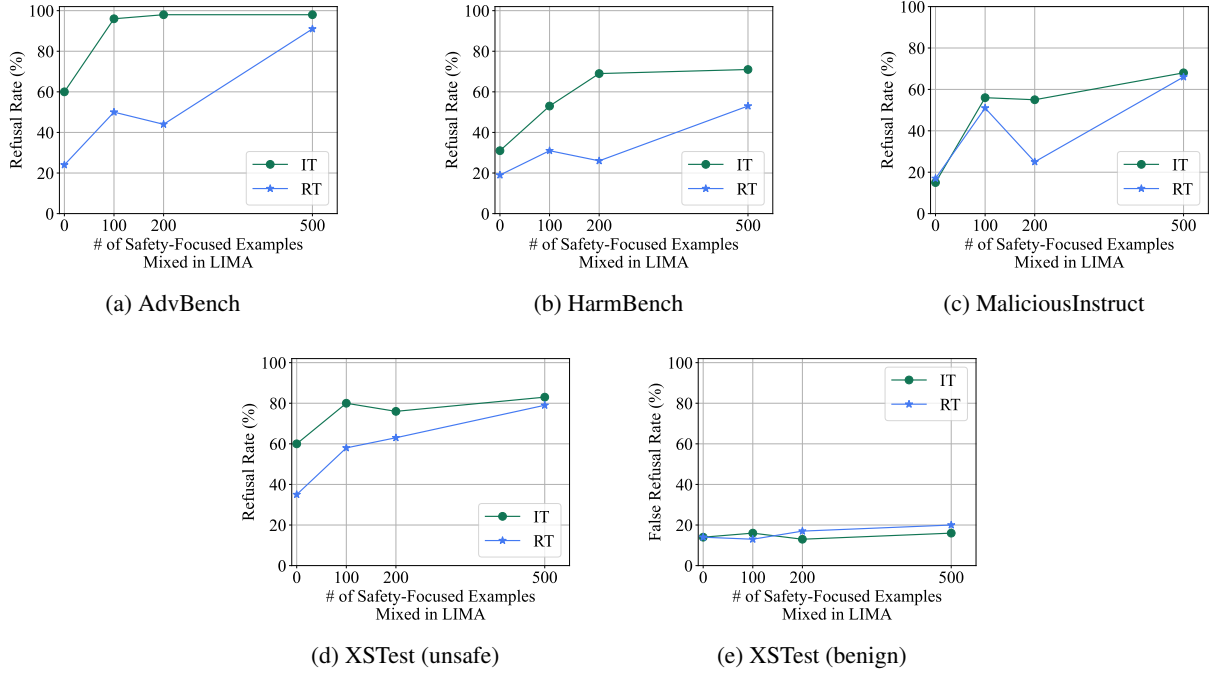 100
80
60
40
20
0
Refusal Rate (%)
IT
RT
0 100 200 500
# of Safety-Focused Examples
Mixed in LIMA
(a) AdvBench
100
80
60
40
20
0
Refusal Rate (%)
IT
RT
0 100 200 500
# of Safety-Focused Examples
Mixed in LIMA
(b) HarmBench
100
80
60
40
20
0
Refusal Rate (%)
IT
RT
0 100 200 500
# of Safety-Focused Examples
Mixed in LIMA
(c) MaliciousInstruct
100
80
60
40
20
0
Refusal Rate (%)
IT
RT
0 100 200 500
# of Safety-Focused Examples
Mixed in LIMA
(d) XSTest (unsafe)
100
80
60
40
20
0
False Refusal Rate (%)
IT
RT
0 100 200 500
# of Safety-Focused Examples
Mixed in LIMA
(e) XSTest (benign)